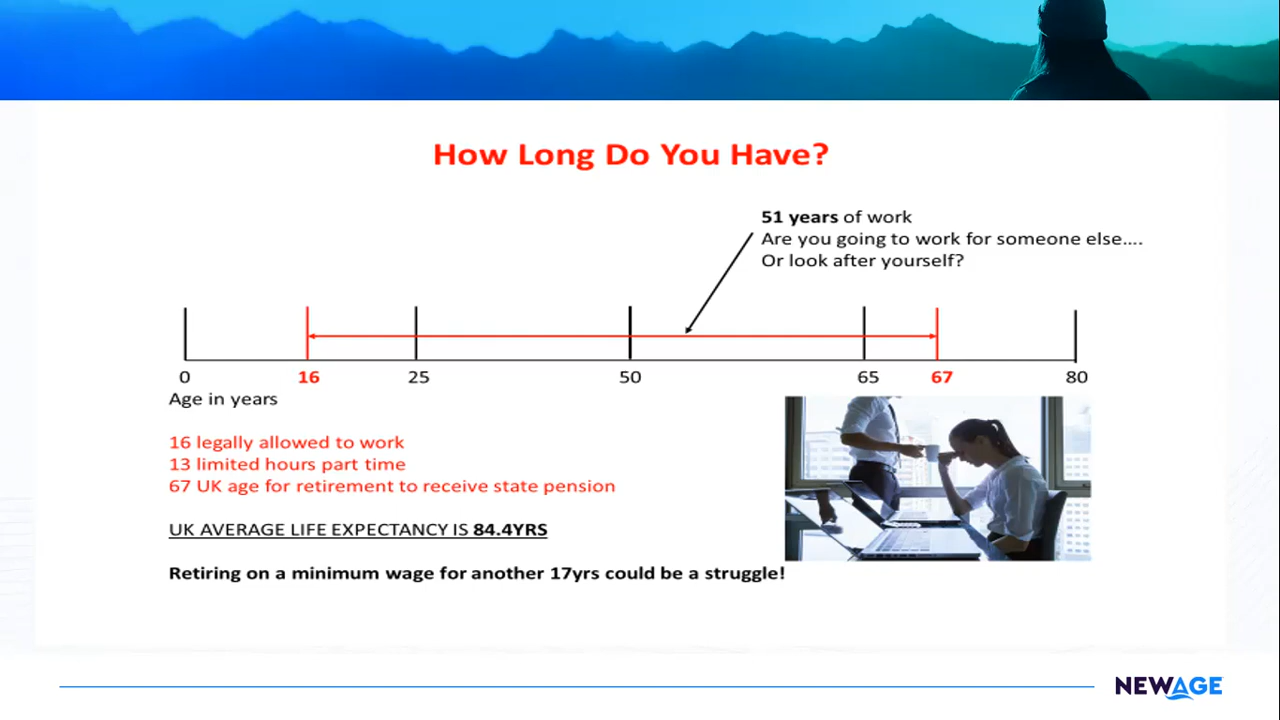 How Long Do You Have?
51 years of work
Are you going to work for someone else....
Or look after yourself?
0 16 25 50 65 67 80
Age in years
16 legally allowed to work
13 limited hours part time
67 UK age for retirement to receive state pension
UK AVERAGE LIFE EXPECTANCY IS 84.4YRS
Retiring on a minimum wage for another 17yrs could be a struggle!
NEWAGE